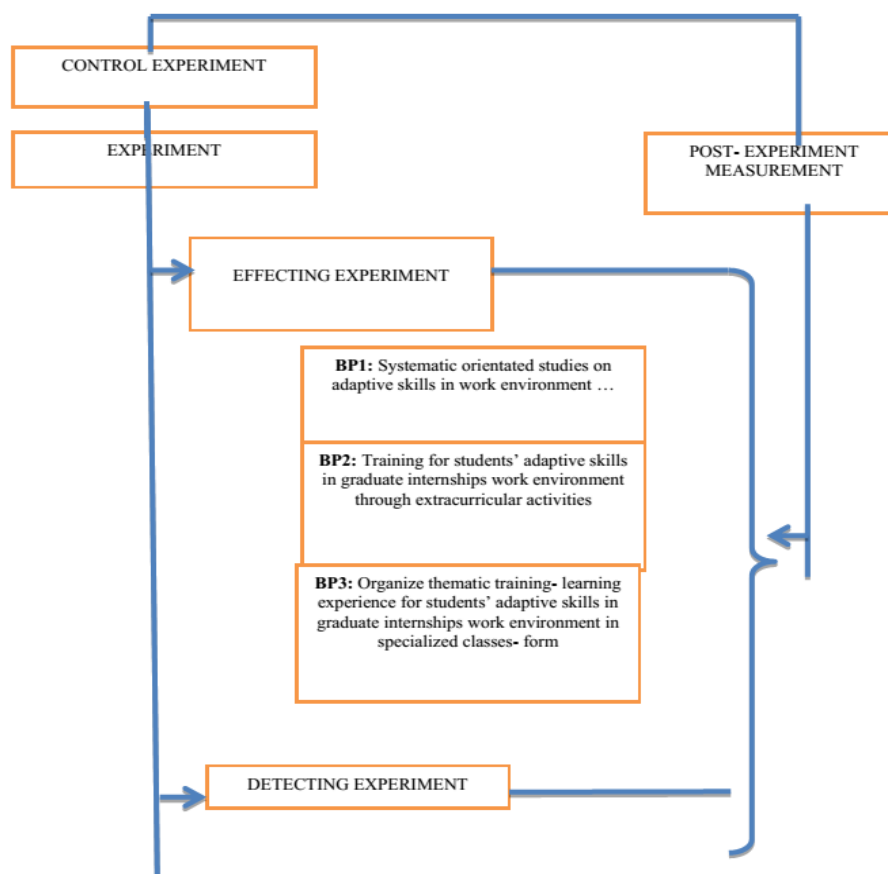 CONTROL EXPERIMENT
EXPERIMENT
POST- EXPERIMENT
MEASUREMENT
EFFECTING EXPERIMENT
BP1: Systematic orientated studies on
adaptive skills in work environment …
BP2: Training for students’ adaptive skills
in graduate internships work environment
through extracurricular activities
BP3: Organize thematic training- learning
experience for students’ adaptive skills in
graduate internships work environment in
specialized classes- form
DETECTING EXPERIMENT